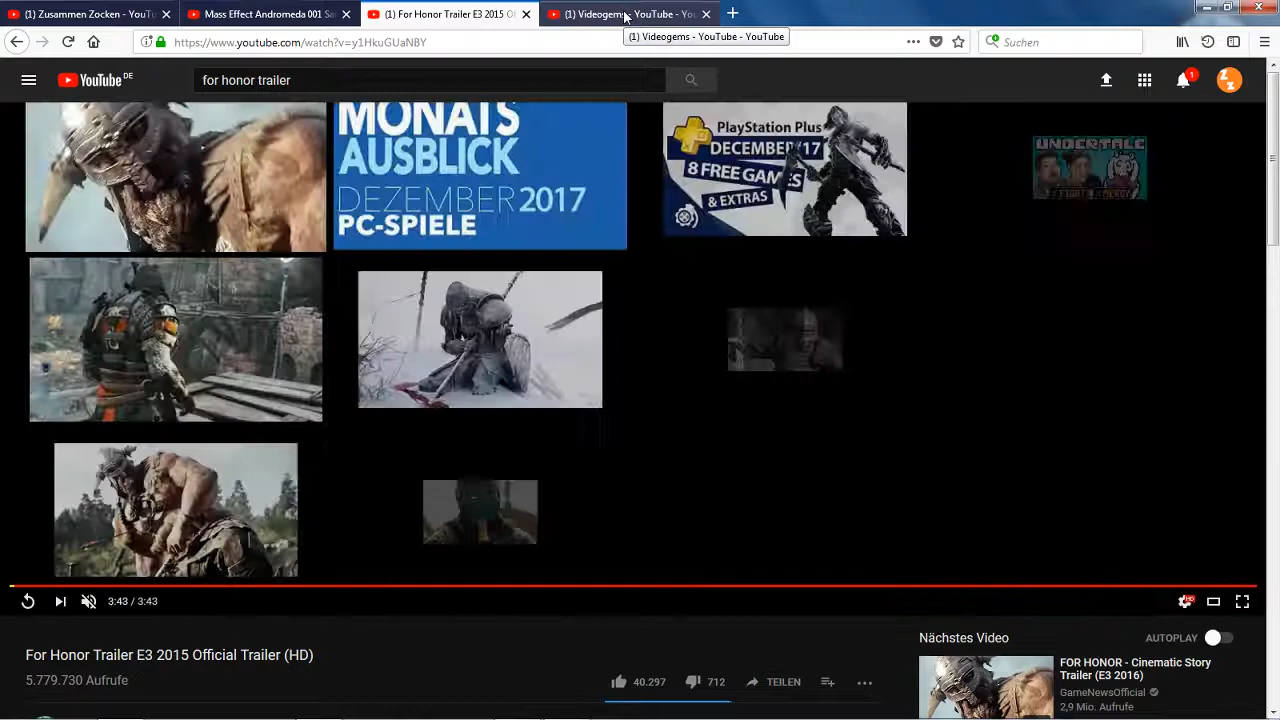 (1) Zusammen Zocken - YouTu
Mass Effect Andromeda 001 Sa
(1) For Honor Trailer E3 2015 Of
(1) Videogems - YouTube - You
https://www.youtube.com/watch?v=y1HkuGUaNBY
(1) Videogems - YouTube - YouTube
Suchen
YouTube DE
for honor trailer
1
MONATS
AUSBLICK
DEZEMBER 2017
PC-SPIELE
PlayStation Plus
DECEMBER '17
8 FREE GAMES
& EXTRAS
UNDERTALE
3:43 / 3:43
HD
For Honor Trailer E3 2015 Official Trailer (HD)
5.779.730 Aufrufe
40.297
712
TEILEN
Nächstes Video
AUTOPLAY
FOR HONOR - Cinematic Story
Trailer (E3 2016)
GameNewsOfficial
2,9 Mio. Aufrufe